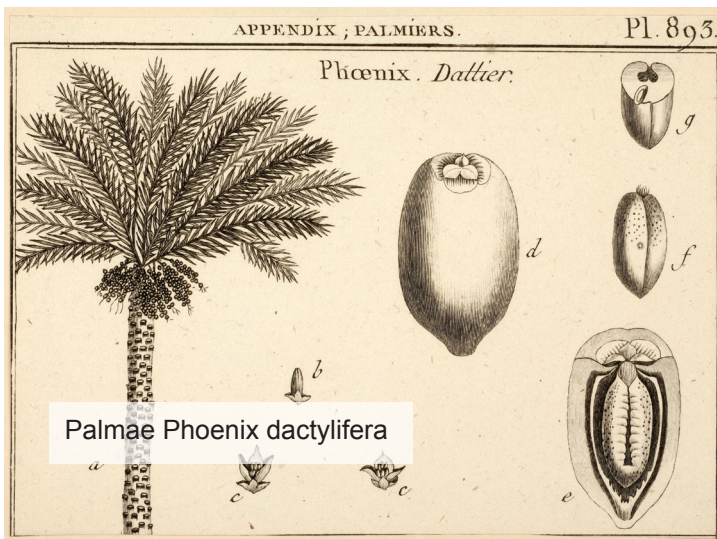 APPENDIX ; PALMIERS.
Pl. 893.
Phœnix. Dattier.
g
d
f
b
Palmae Phoenix dactylifera
a
c
c
e